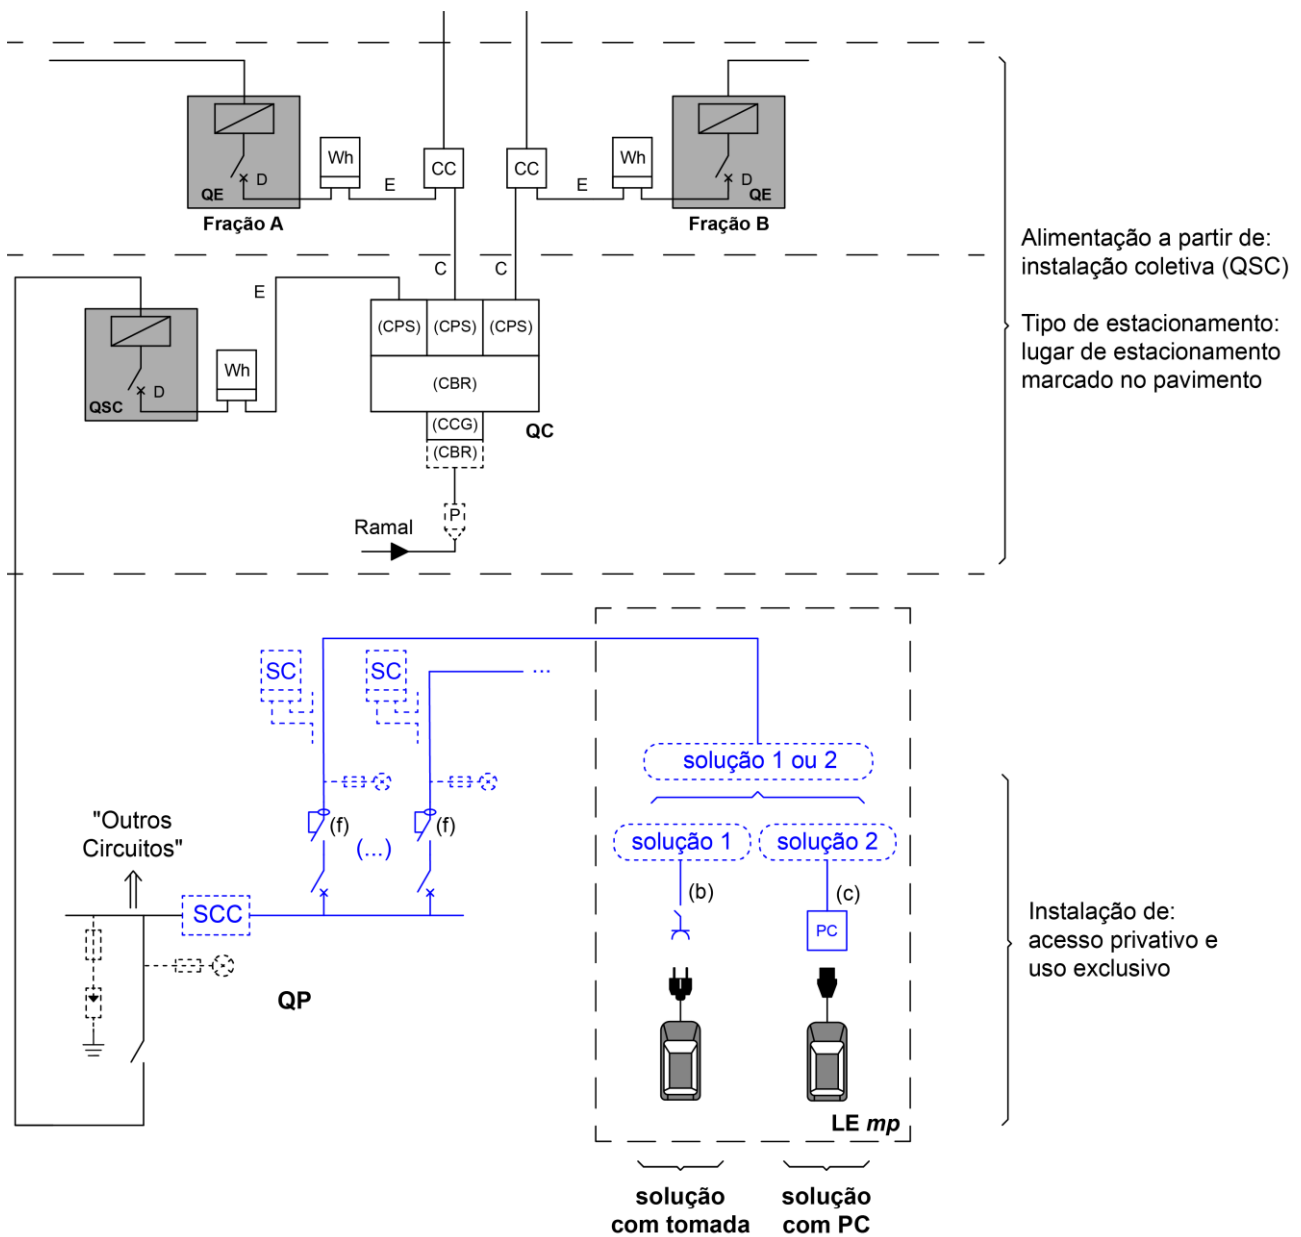 Wh
Wh
CC
CC
D
D
QE
QE
E
E
Fração A
Fração B
Alimentação a partir de:
instalação coletiva (QSC)
C
C
E
(CPS)
(CPS)
(CPS)
Tipo de estacionamento:
lugar de estacionamento
marcado no pavimento
Wh
(CBR)
D
QSC
(CCG)
QC
(CBR)
P
Ramal
SC
SC
...
solução 1 ou 2
"Outros
Circuitos"
(f)
(f)
(...)
solução 1
solução 2
(b)
(c)
SCC
PC
Instalação de:
acesso privativo e
uso exclusivo
QP
LE mp
solução
com tomada
solução
com PC